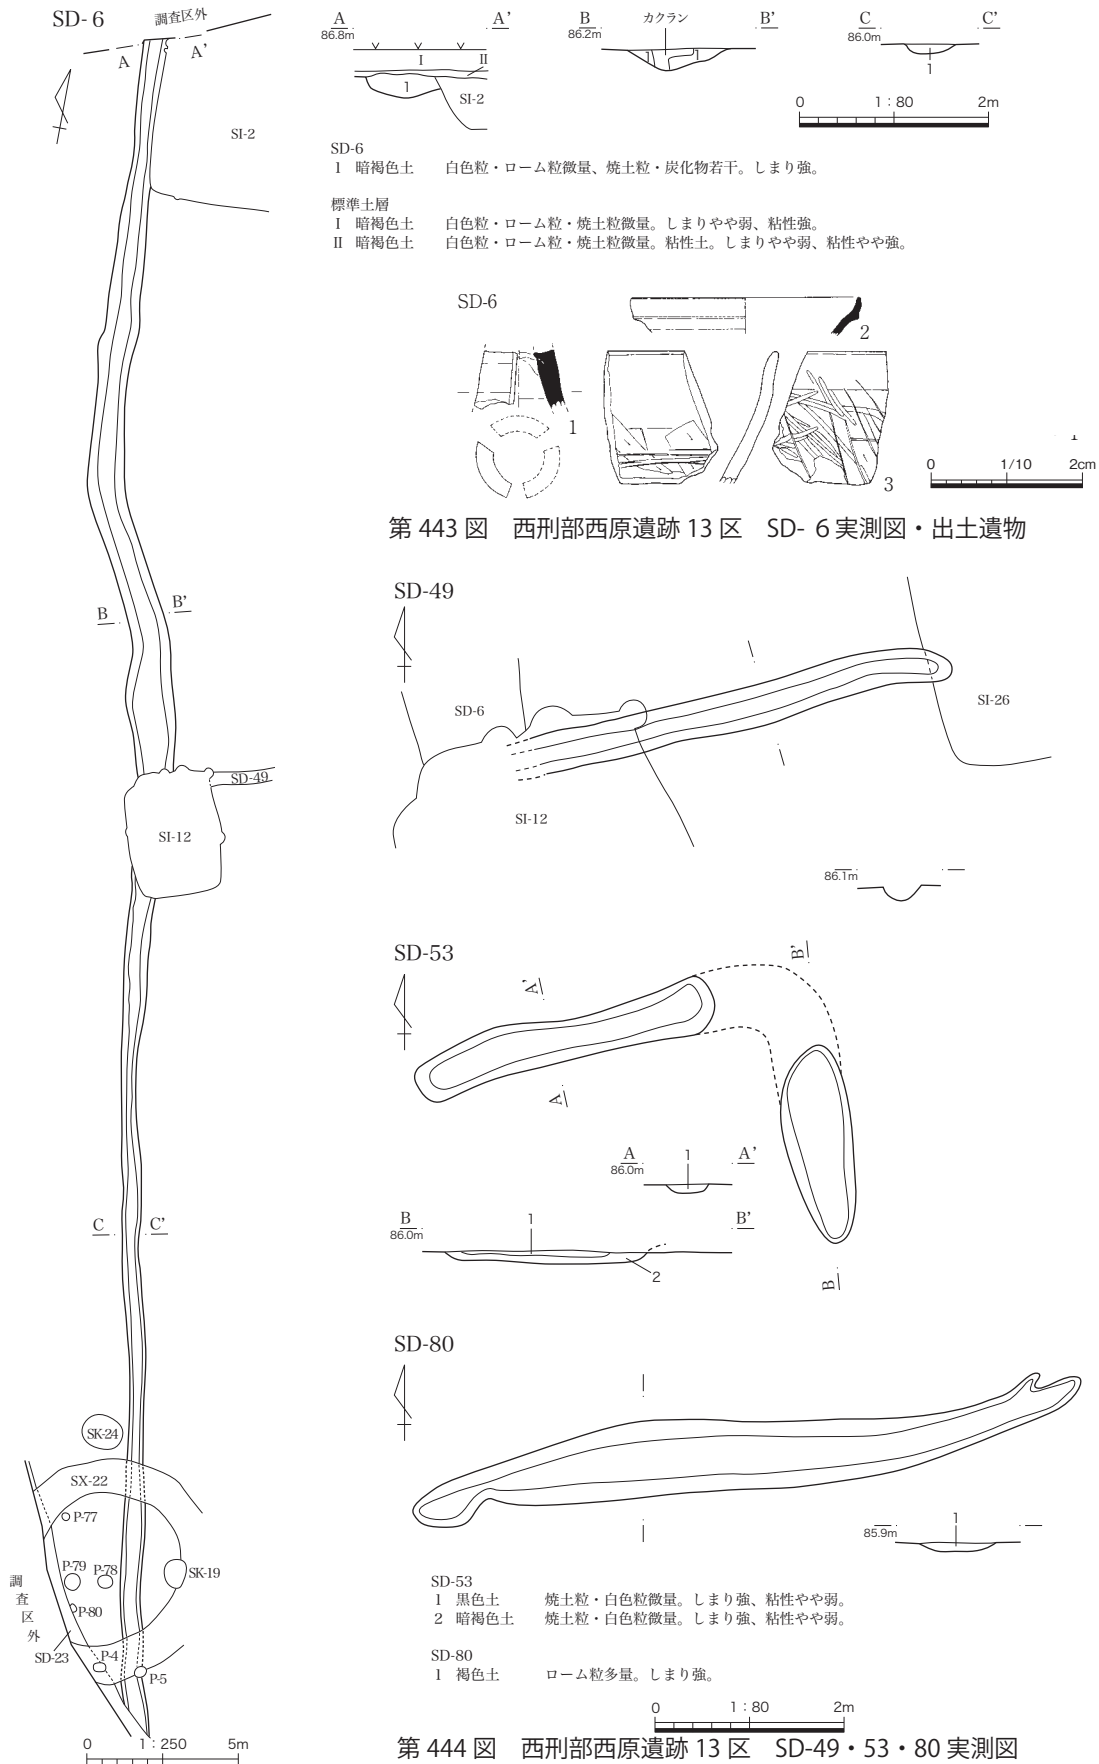 SD- 6
調査区外
A A'
SI-2
B B'
SD-49
SI-12
C C'
SK-24
SX-22
P-77
P-79 P-78
SK-19
P-80
調査区外
SD-23
P-4
P-5
0 1：250 5m
A A'
86.8m
I II
1
SI-2
B カクラン B'
86.2m
1 1
C C'
86.0m
1
0 1：80 2m
SD-6
1 暗褐色土 白色粒・ローム粒微量、焼土粒・炭化物若干。しまり強。
標準土層
I 暗褐色土 白色粒・ローム粒・焼土粒微量。しまりやや弱、粘性強。
II 暗褐色土 白色粒・ローム粒・焼土粒微量。粘性土。しまりやや弱、粘性やや強。
SD-6
2
1
3
0 1/10 2cm
第 443 図 西刑部西原遺跡 13 区 SD- 6 実測図・出土遺物
SD-49
SD-6
SI-26
SI-12
86.1m
SD-53
A' B'
A
A 1 A'
86.0m
B 1 B'
86.0m
2
B
SD-80
1
85.9m
SD-53
1 黒色土 焼土粒・白色粒微量。しまり強、粘性やや弱。
2 暗褐色土 焼土粒・白色粒微量。しまり強、粘性やや弱。
SD-80
1 褐色土 ローム粒多量。しまり強。
0 1：80 2m
第 444 図 西刑部西原遺跡 13 区 SD-49・53・80 実測図